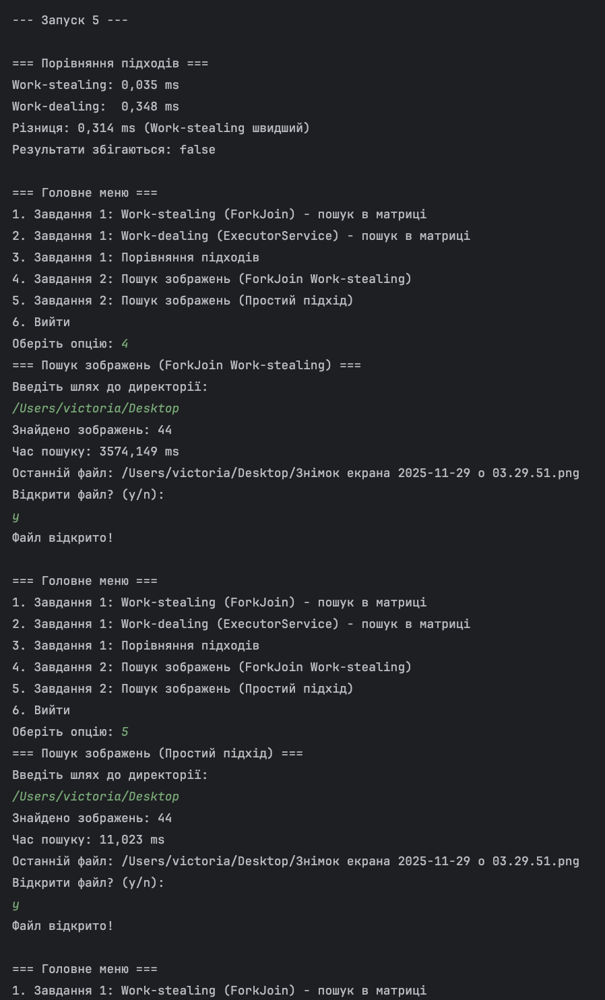 --- Запуск 5 ---
=== Порівняння підходів ===
Work-stealing: 0,035 ms
Work-dealing:  0,348 ms
Різниця: 0,314 ms (Work-stealing швидший)
Результати збігаються: false
=== Головне меню ===
1. Завдання 1: Work-stealing (ForkJoin) - пошук в матриці
2. Завдання 1: Work-dealing (ExecutorService) - пошук в матриці
3. Завдання 1: Порівняння підходів
4. Завдання 2: Пошук зображень (ForkJoin Work-stealing)
5. Завдання 2: Пошук зображень (Простий підхід)
6. Вийти
Оберіть опцію: 4
=== Пошук зображень (ForkJoin Work-stealing) ===
Введіть шлях до директорії:
/Users/victoria/Desktop
Знайдено зображень: 44
Час пошуку: 3574,149 ms
Останній файл: /Users/victoria/Desktop/Знімок екрана 2025-11-29 о 03.29.51.png
Відкрити файл? (y/n):
y
Файл відкрито!
=== Головне меню ===
1. Завдання 1: Work-stealing (ForkJoin) - пошук в матриці
2. Завдання 1: Work-dealing (ExecutorService) - пошук в матриці
3. Завдання 1: Порівняння підходів
4. Завдання 2: Пошук зображень (ForkJoin Work-stealing)
5. Завдання 2: Пошук зображень (Простий підхід)
6. Вийти
Оберіть опцію: 5
=== Пошук зображень (Простий підхід) ===
Введіть шлях до директорії:
/Users/victoria/Desktop
Знайдено зображень: 44
Час пошуку: 11,023 ms
Останній файл: /Users/victoria/Desktop/Знімок екрана 2025-11-29 о 03.29.51.png
Відкрити файл? (y/n):
y
Файл відкрито!
=== Головне меню ===
1. Завдання 1: Work-stealing (ForkJoin) - пошук в матриці